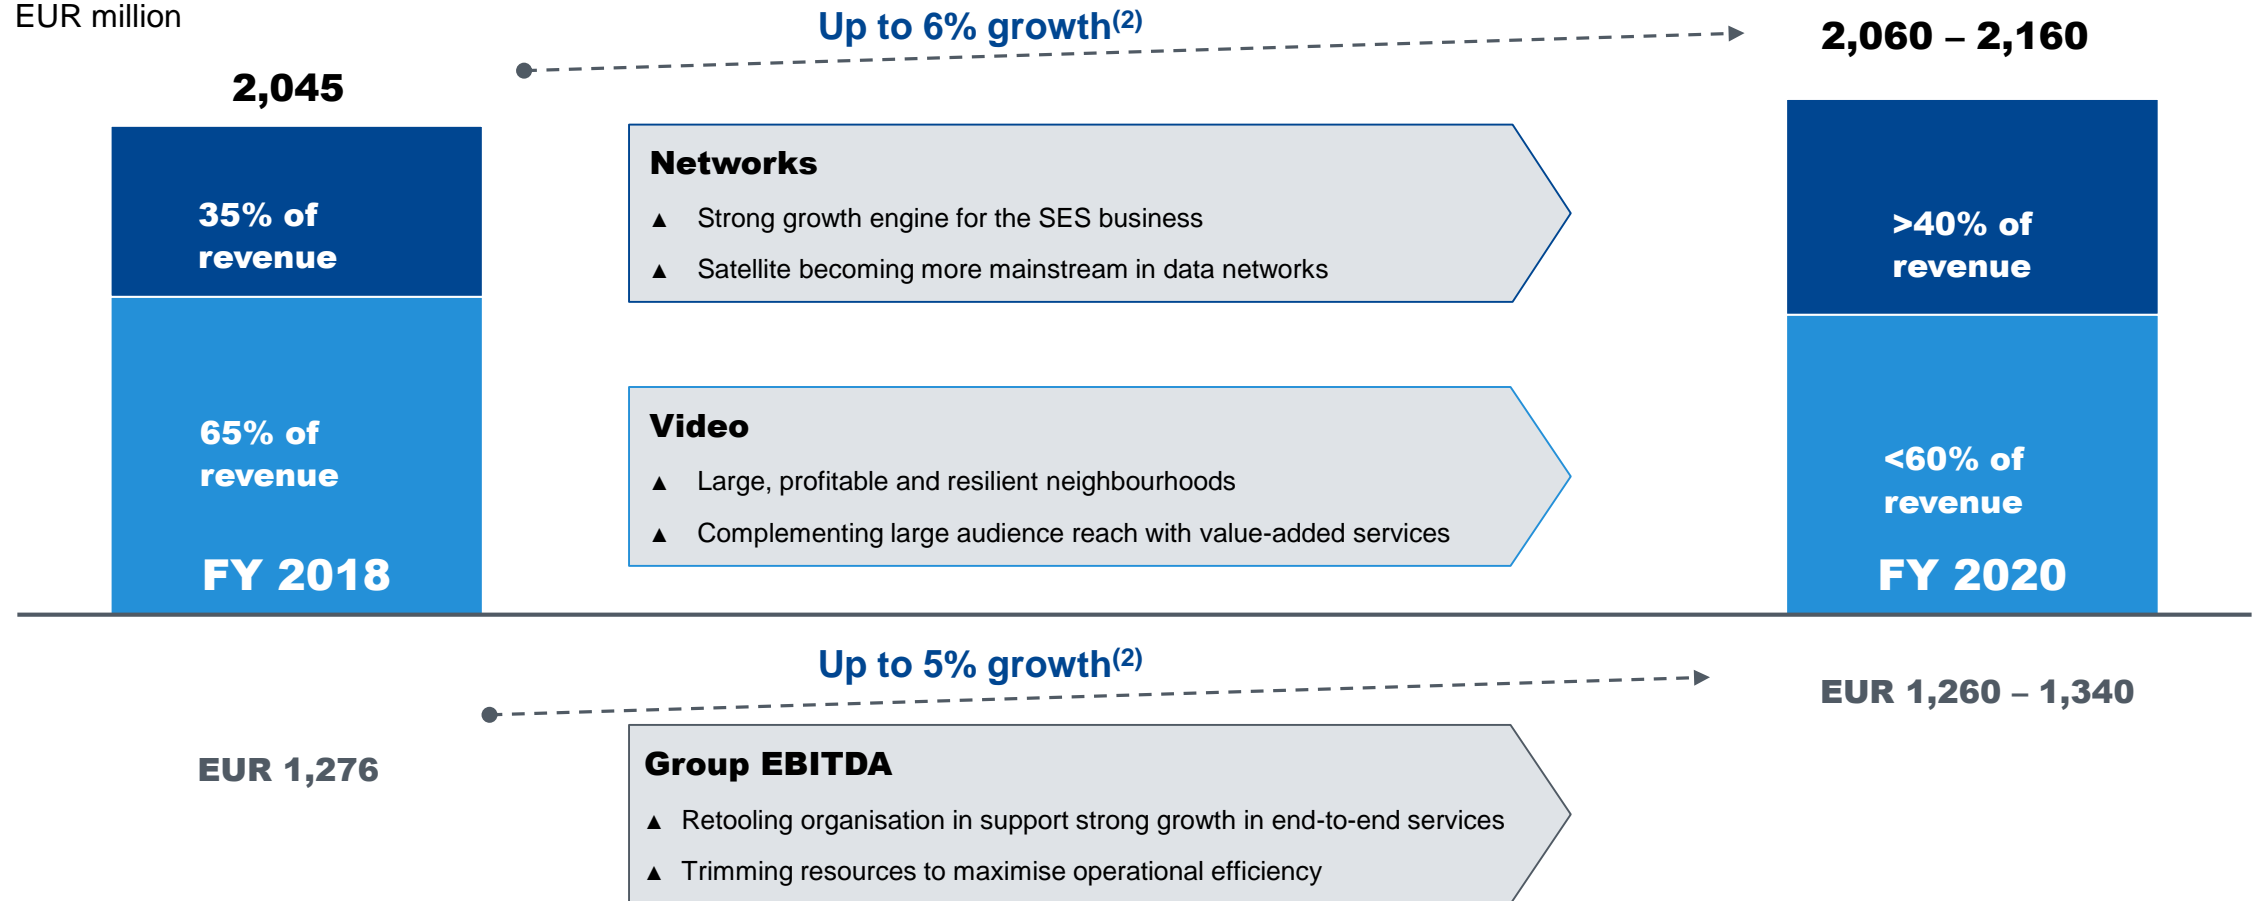 EUR million
Up to 6% growth(2)
2,060 – 2,160
2,045
35% of
revenue
65% of
revenue
FY 2018
Networks
▲ Strong growth engine for the SES business
▲ Satellite becoming more mainstream in data networks
Video
▲ Large, profitable and resilient neighbourhoods
▲ Complementing large audience reach with value-added services
>40% of
revenue
<60% of
revenue
FY 2020
Up to 5% growth(2)
EUR 1,260 – 1,340
EUR 1,276
Group EBITDA
▲ Retooling organisation in support strong growth in end-to-end services
▲ Trimming resources to maximise operational efficiency